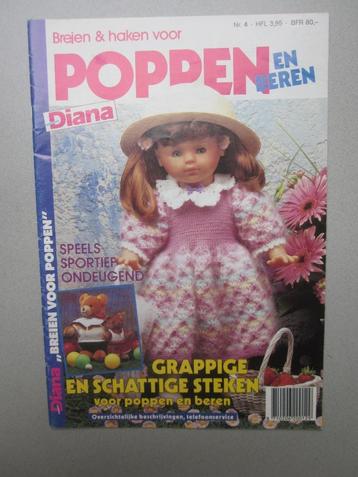 Breien & haken voor
Nr. 4 - HFL 3,95 - BFR 80,-
POPPEN
EN
BEREN
Diana
SPEELS
SPORTIEF
ONDEUGEND
Diana „BREIEN VOOR POPPEN"
GRAPPIGE
EN SCHATTIGE STEKEN
voor poppen en beren
Overzichtelijke beschrijvingen, telefoonservice